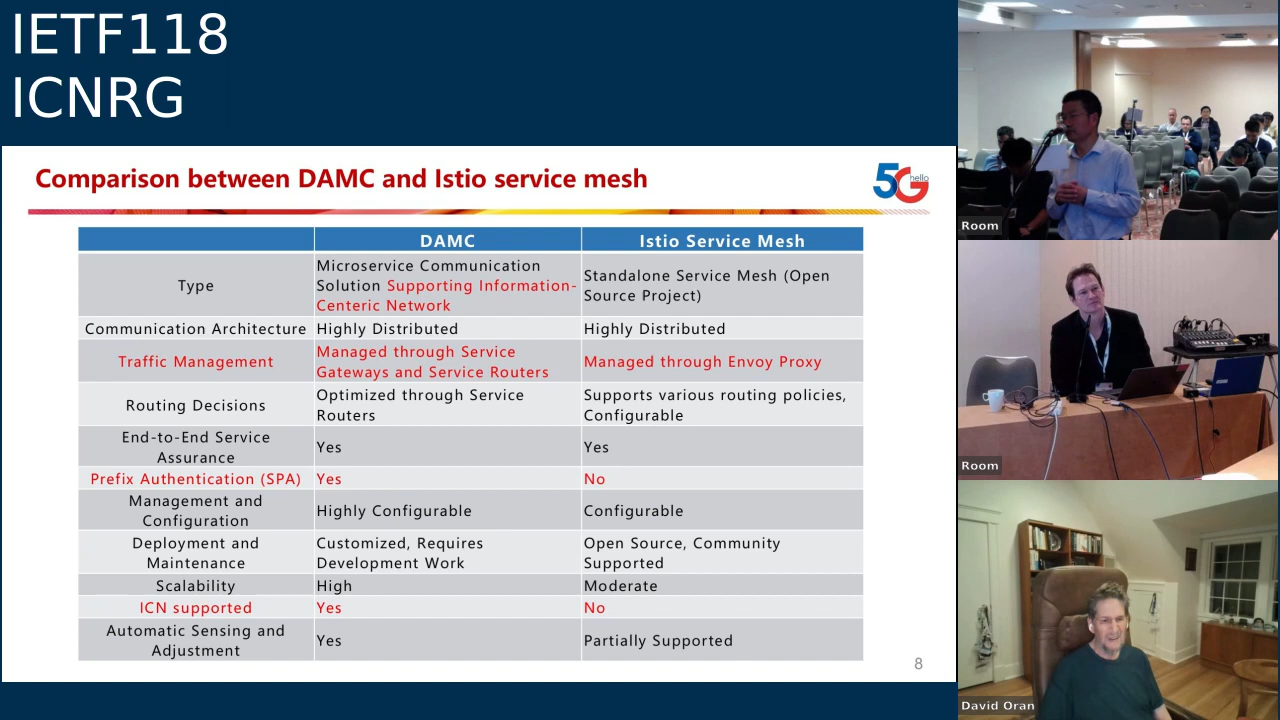 IETF118
ICNRG
Comparison between DAMC and Istio service mesh
5G
hello
DAMC
Istio Service Mesh
Type
Microservice Communication
Solution Supporting Information-
Centeric Network
Standalone Service Mesh (Open
Source Project)
Communication Architecture
Highly Distributed
Highly Distributed
Traffic Management
Managed through Service
Gateways and Service Routers
Managed through Envoy Proxy
Routing Decisions
Optimized through Service
Routers
Supports various routing policies,
Configurable
End-to-End Service
Assurance
Yes
Yes
Prefix Authentication (SPA)
Yes
No
Management and
Configuration
Highly Configurable
Configurable
Deployment and
Maintenance
Customized, Requires
Development Work
Open Source, Community
Supported
Scalability
High
Moderate
ICN supported
Yes
No
Automatic Sensing and
Adjustment
Yes
Partially Supported
8
Room
Room
David Oran